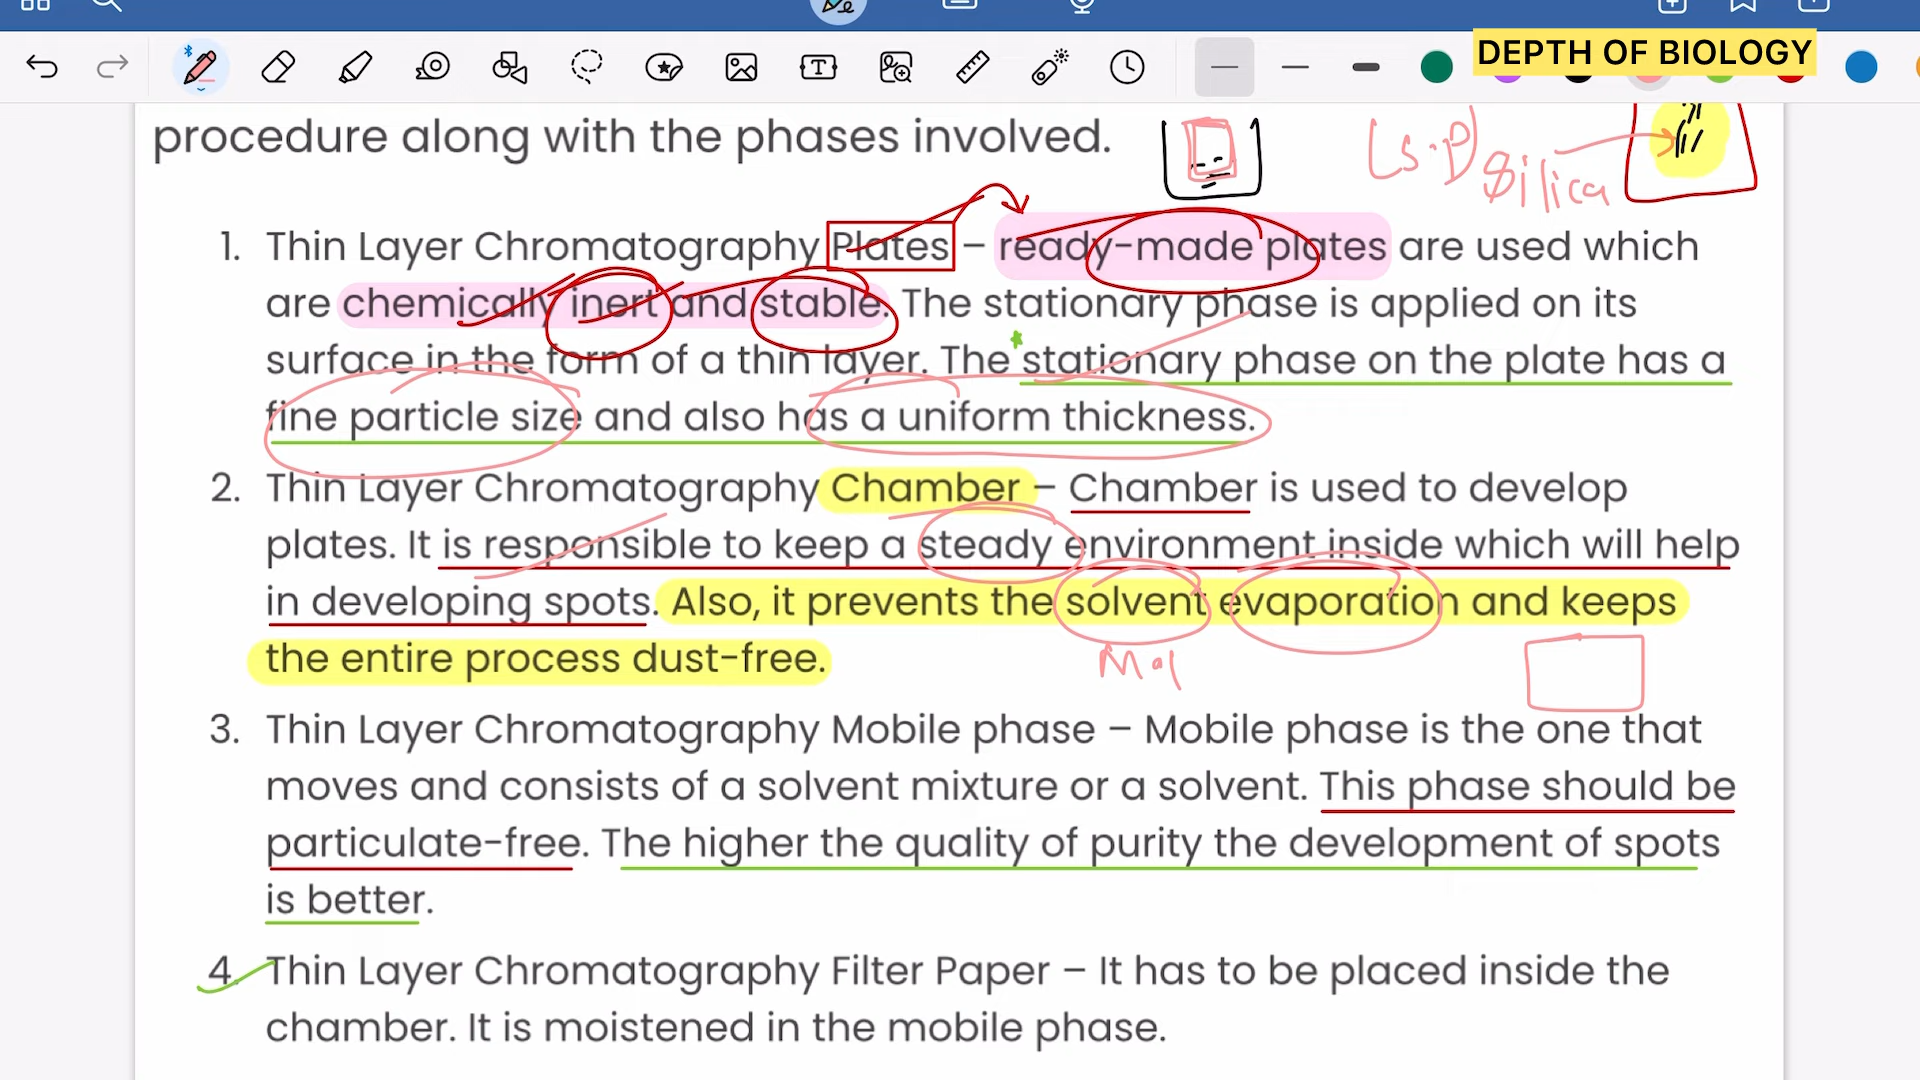 DEPTH OF BIOLOGY
procedure along with the phases involved.
(S.P)
Silica
1. Thin Layer Chromatography Plates – ready-made plates are used which
are chemically inert and stable. The stationary phase is applied on its
surface in the form of a thin layer. The stationary phase on the plate has a
fine particle size and also has a uniform thickness.
2. Thin Layer Chromatography Chamber – Chamber is used to develop
plates. It is responsible to keep a steady environment inside which will help
in developing spots. Also, it prevents the solvent evaporation and keeps
the entire process dust-free.
3. Thin Layer Chromatography Mobile phase – Mobile phase is the one that
moves and consists of a solvent mixture or a solvent. This phase should be
particulate-free. The higher the quality of purity the development of spots
is better.
4. Thin Layer Chromatography Filter Paper – It has to be placed inside the
chamber. It is moistened in the mobile phase.